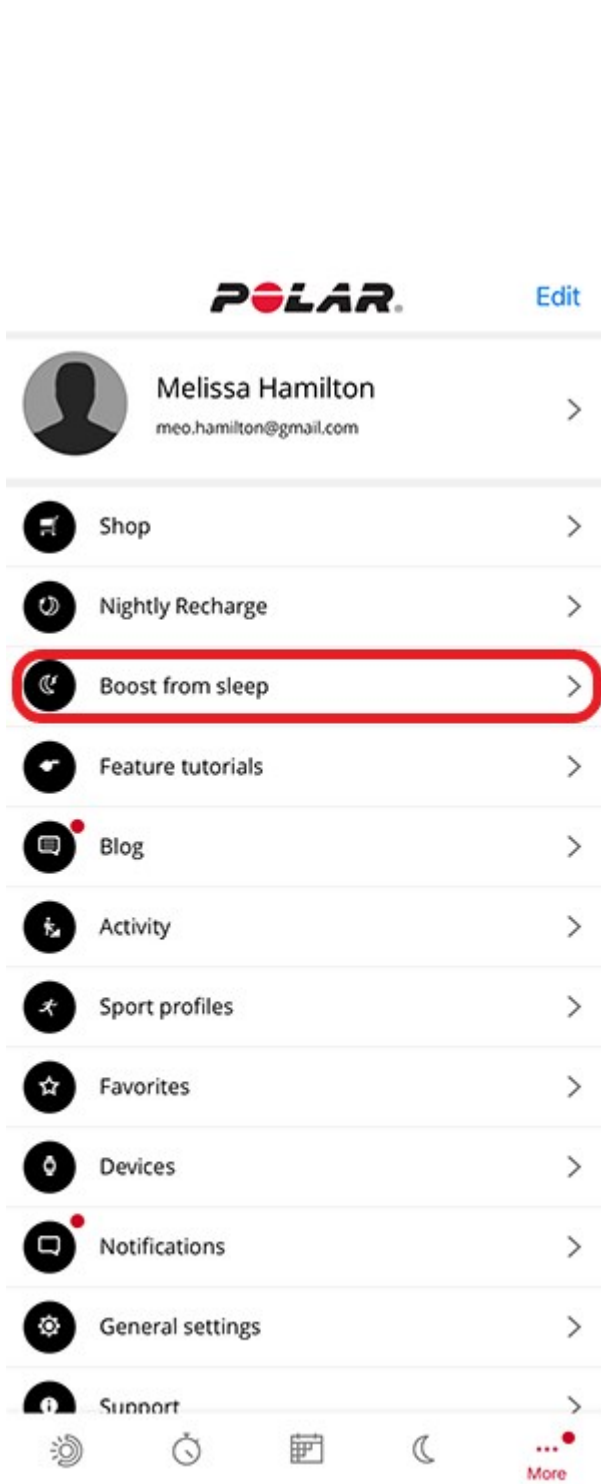 POLAR
Edit
Melissa Hamilton
meo.hamilton@gmail.com
Shop
Nightly Recharge
Boost from sleep
Feature tutorials
Blog
Activity
Sport profiles
Favorites
Devices
Notifications
General settings
Support
More